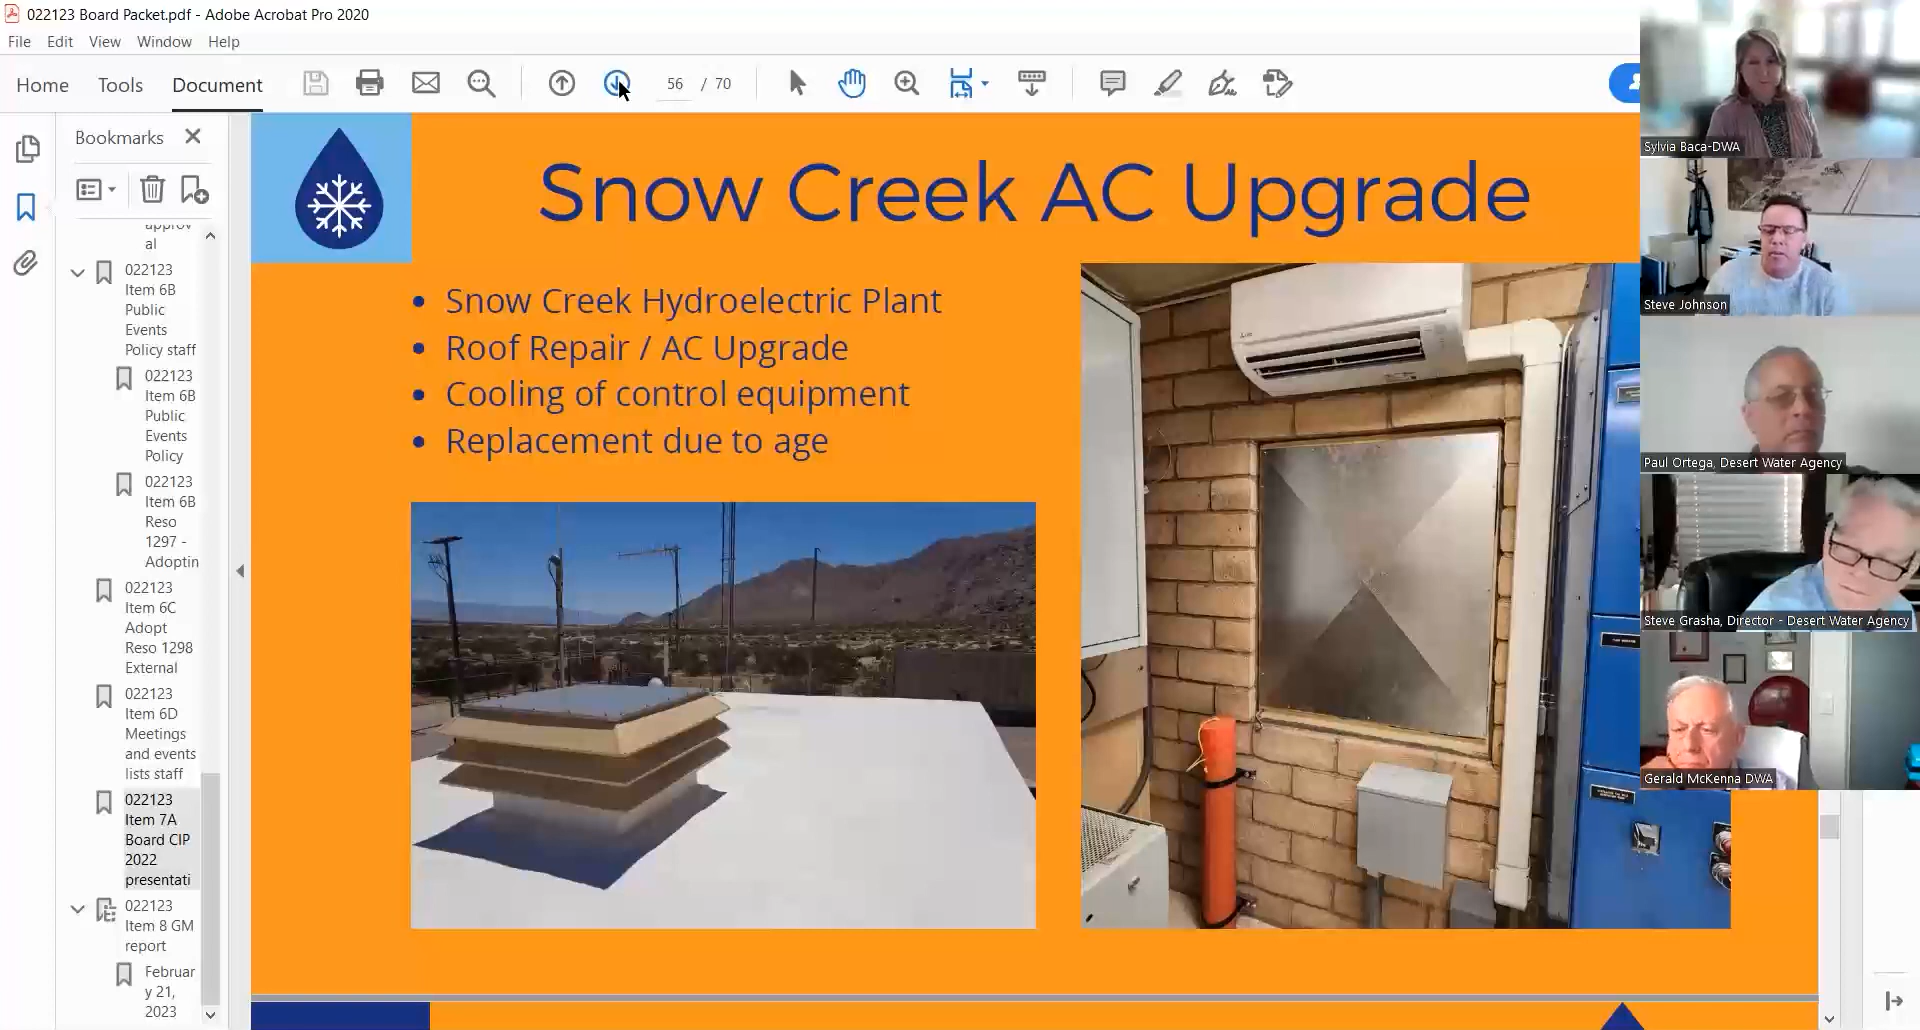 022123 Board Packet.pdf - Adobe Acrobat Pro 2020
File Edit View Window Help
Home Tools Document 56 / 70
Bookmarks
approv
al
022123
Item 6B
Public
Events
Policy staff
022123
Item 6B
Public
Events
Policy
022123
Item 6B
Reso
1297 -
Adoptin
022123
Item 6C
Adopt
Reso 1298
External
022123
Item 6D
Meetings
and events
lists staff
022123
Item 7A
Board CIP
2022
presentati
022123
Item 8 GM
report
Februar
y 21,
2023
Snow Creek AC Upgrade
• Snow Creek Hydroelectric Plant
• Roof Repair / AC Upgrade
• Cooling of control equipment
• Replacement due to age
Sylvia Baca-DWA
Steve Johnson
Paul Ortega, Desert Water Agency
Steve Grasha, Director - Desert Water Agency
Gerald McKenna DWA